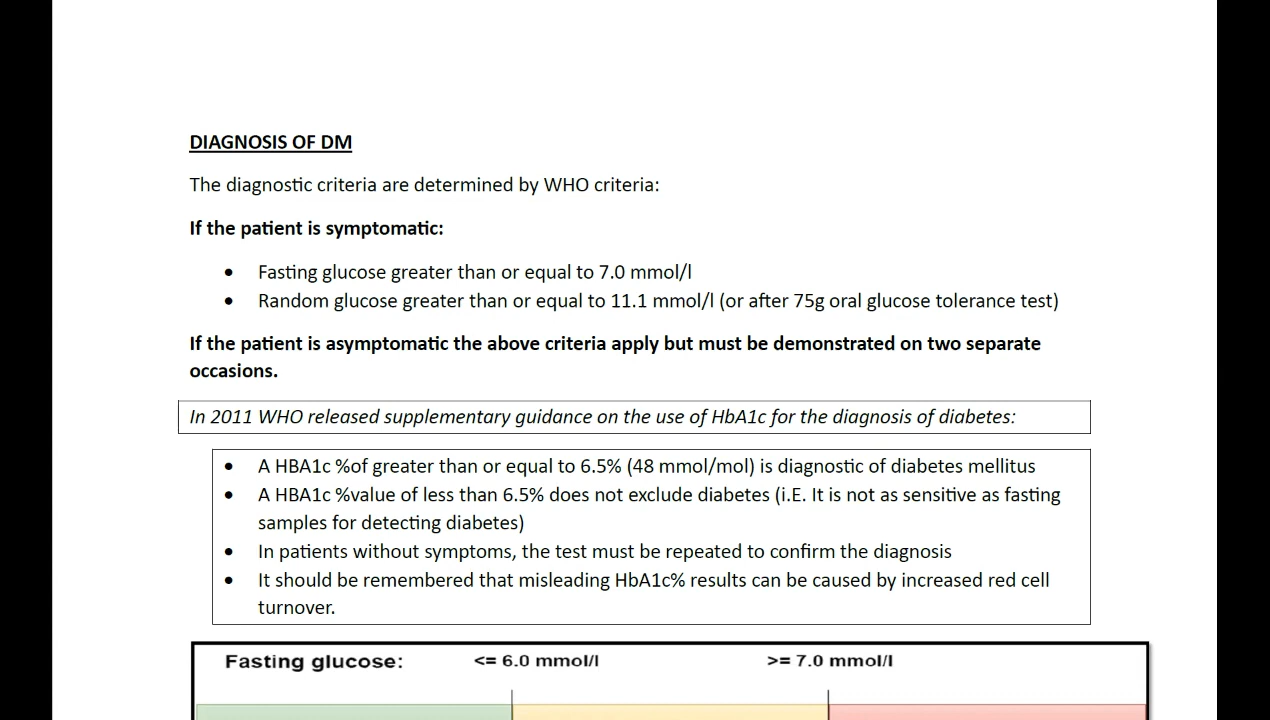 DIAGNOSIS OF DM
The diagnostic criteria are determined by WHO criteria:
If the patient is symptomatic:
• Fasting glucose greater than or equal to 7.0 mmol/l
• Random glucose greater than or equal to 11.1 mmol/l (or after 75g oral glucose tolerance test)
If the patient is asymptomatic the above criteria apply but must be demonstrated on two separate
occasions.
In 2011 WHO released supplementary guidance on the use of HbA1c for the diagnosis of diabetes:
• A HBA1c %of greater than or equal to 6.5% (48 mmol/mol) is diagnostic of diabetes mellitus
• A HBA1c %value of less than 6.5% does not exclude diabetes (i.E. It is not as sensitive as fasting
samples for detecting diabetes)
• In patients without symptoms, the test must be repeated to confirm the diagnosis
• It should be remembered that misleading HbA1c% results can be caused by increased red cell
turnover.
Fasting glucose: <= 6.0 mmol/l >= 7.0 mmol/l